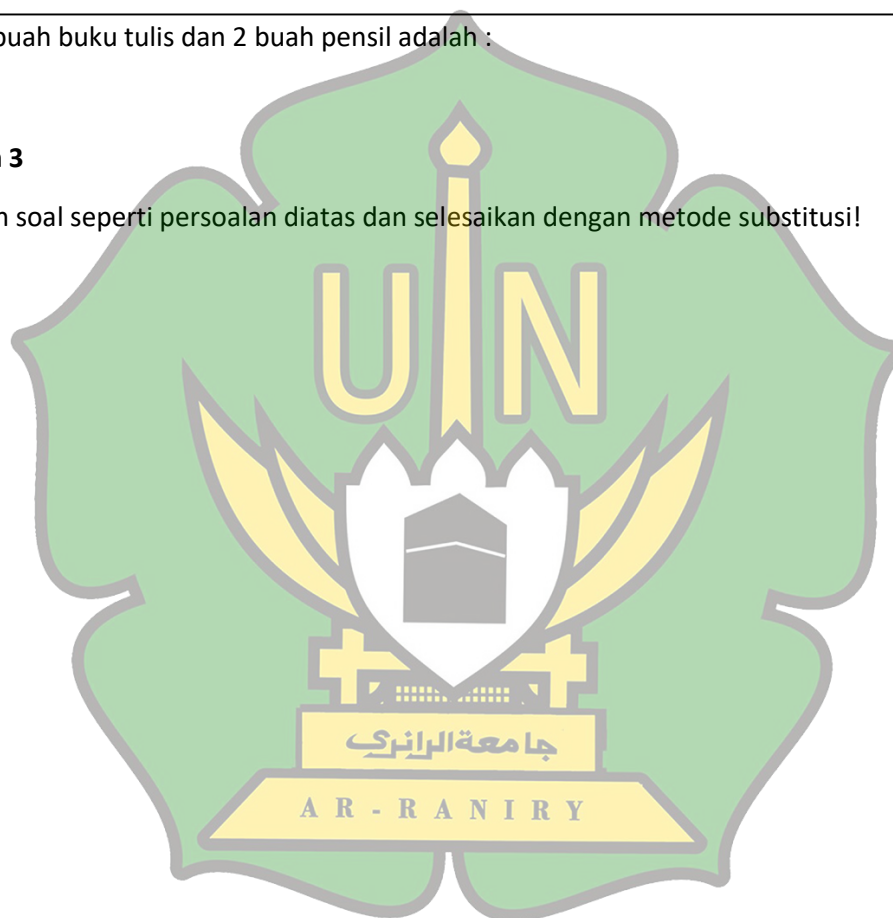 buah buku tulis dan 2 buah pensil adalah :
3
soal seperti persoalan diatas dan selesaikan dengan metode substitusi!
UIN
جامعة الرانري
AR - RANIRY